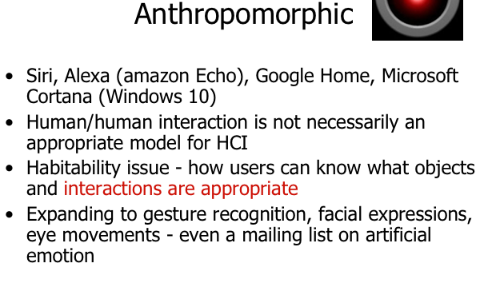 Anthropomorphic
• Siri, Alexa (amazon Echo), Google Home, Microsoft
Cortana (Windows 10)
• Human/human interaction is not necessarily an
appropriate model for HCI
• Habitability issue - how users can know what objects
and interactions are appropriate
• Expanding to gesture recognition, facial expressions,
eye movements - even a mailing list on artificial
emotion